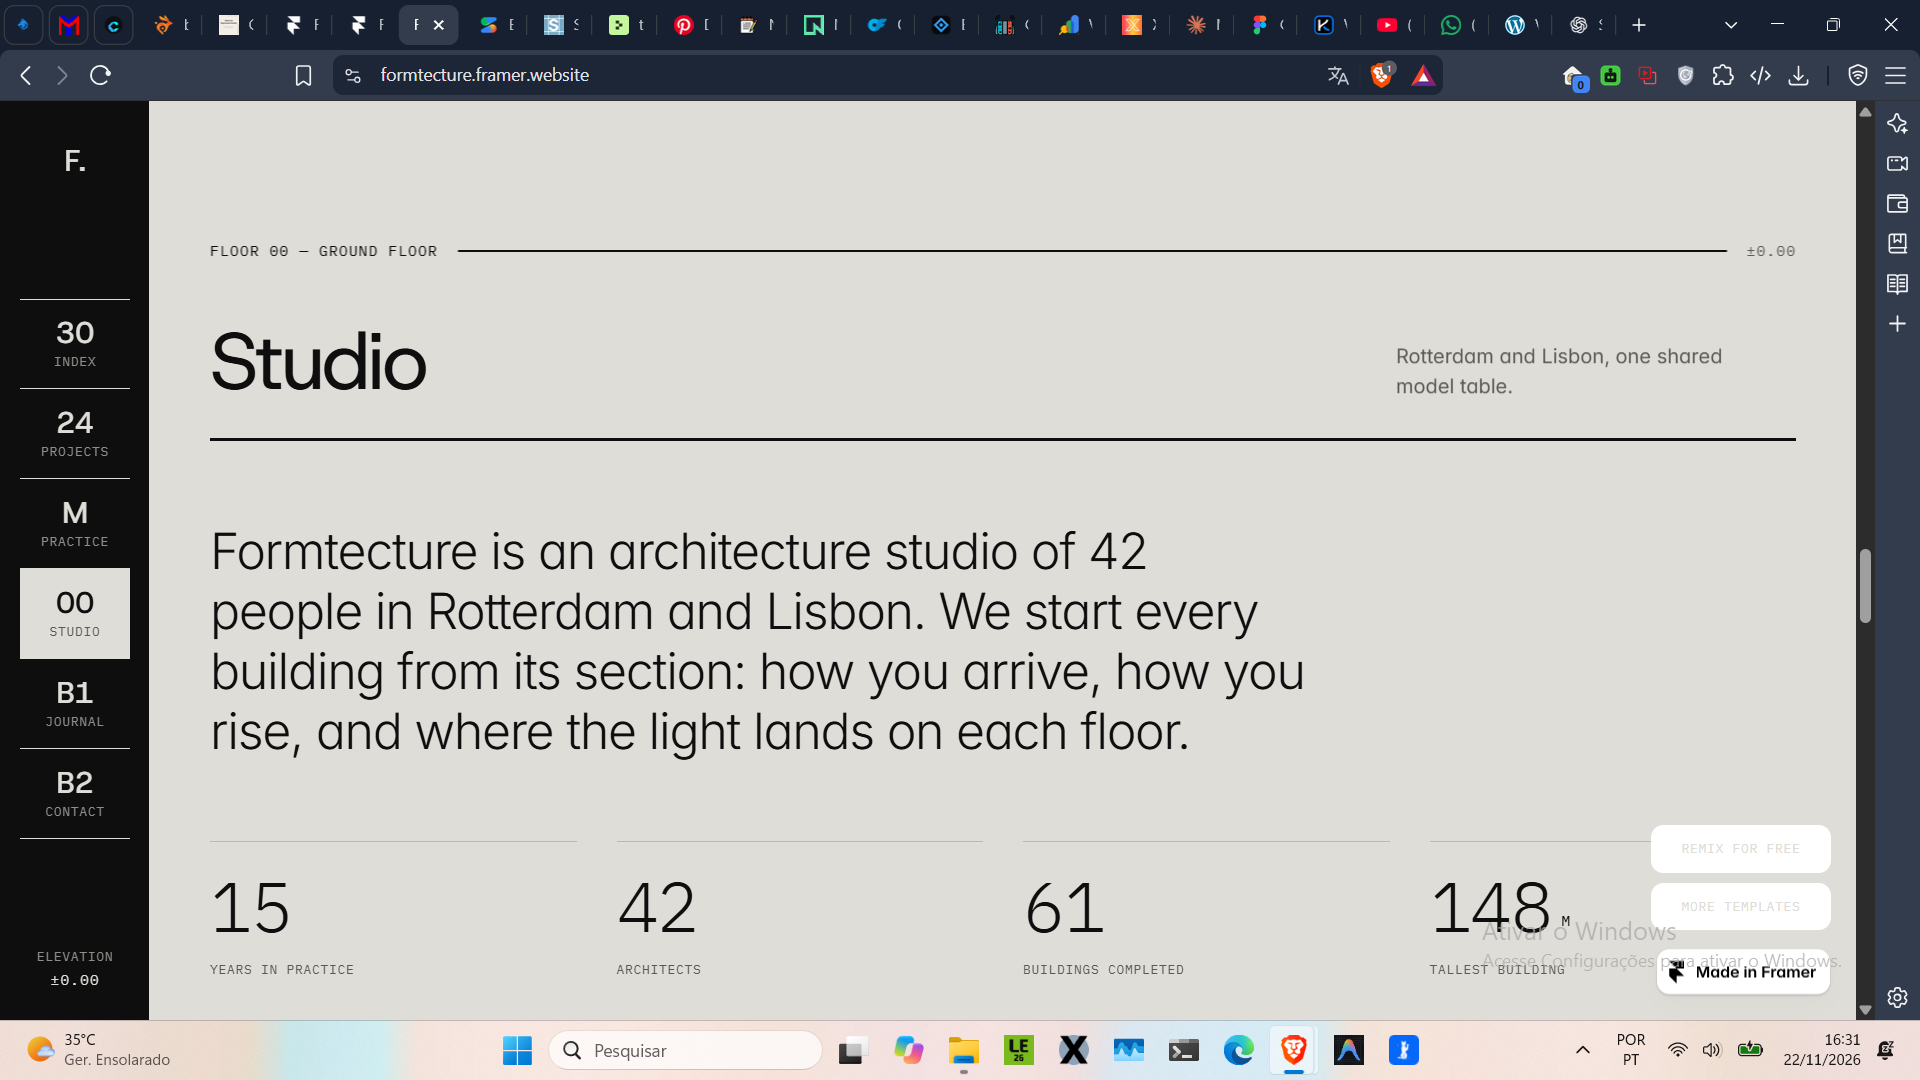 formtecture.framer.website
F.
30
INDEX
24
PROJECTS
M
PRACTICE
00
STUDIO
B1
JOURNAL
B2
CONTACT
ELEVATION
±0.00
FLOOR 00 — GROUND FLOOR
±0.00
Studio
Rotterdam and Lisbon, one shared
model table.
Formtecture is an architecture studio of 42
people in Rotterdam and Lisbon. We start every
building from its section: how you arrive, how you
rise, and where the light lands on each floor.
15
YEARS IN PRACTICE
42
ARCHITECTS
61
BUILDINGS COMPLETED
148 M
TALLEST BUILDING
REMIX FOR FREE
MORE TEMPLATES
Ativar o Windows
Acesse Configurações para ativar o Windows.
Made in Framer
35°C
Ger. Ensolarado
Pesquisar
POR
PT
16:31
22/11/2026